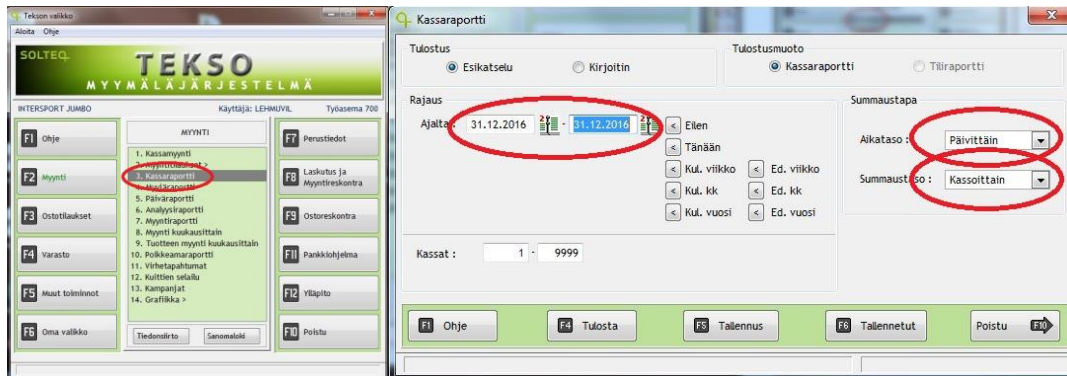 Tekson valikko
Aloita Ohje
SOLTEQ
TEKSO
MYYMÄLÄJÄRJESTELMÄ
INTERSPORT JUMBO Käyttäjä: LEHMUVIL Työasema 700
F1 Ohje
F2 Myynti
F3 Ostotilaukset
F4 Varasto
F5 Muut toiminnot
F6 Oma valikko
MYYNTI
1. Kassamyynti
3. Kassaraportti
4. Myyjäraportti
5. Päiväraportti
6. Analyysiraportti
7. Myyntiraportti
8. Myynti kuukausittain
9. Tuotteen myynti kuukausittain
10. Poikkeamaraportti
11. Virhetapahtumat
12. Kuittien selailu
13. Kampanjat
14. Grafiikka >
Tiedonsiirto Sanomaloki
F7 Perustiedot
F8 Laskutus ja
Myyntireskontra
F9 Ostoreskontra
F11 Pankkiohjelma
F12 Ylläpito
F10 Poistu
Kassaraportti
Tulostus
Esikatselu Kirjoitin
Tulostusmuoto
Kassaraportti Tiliraportti
Rajaus
Ajalta : 31.12.2016 - 31.12.2016
< Eilen
< Tänään
< Kul. viikko < Ed. viikko
< Kul. kk < Ed. kk
< Kul. vuosi < Ed. vuosi
Summaustapa
Aikataso : Päivittäin
Summaustaso : Kassoittain
Kassat : 1 - 9999
F1 Ohje F4 Tulosta F5 Tallennus F6 Tallennetut Poistu F10